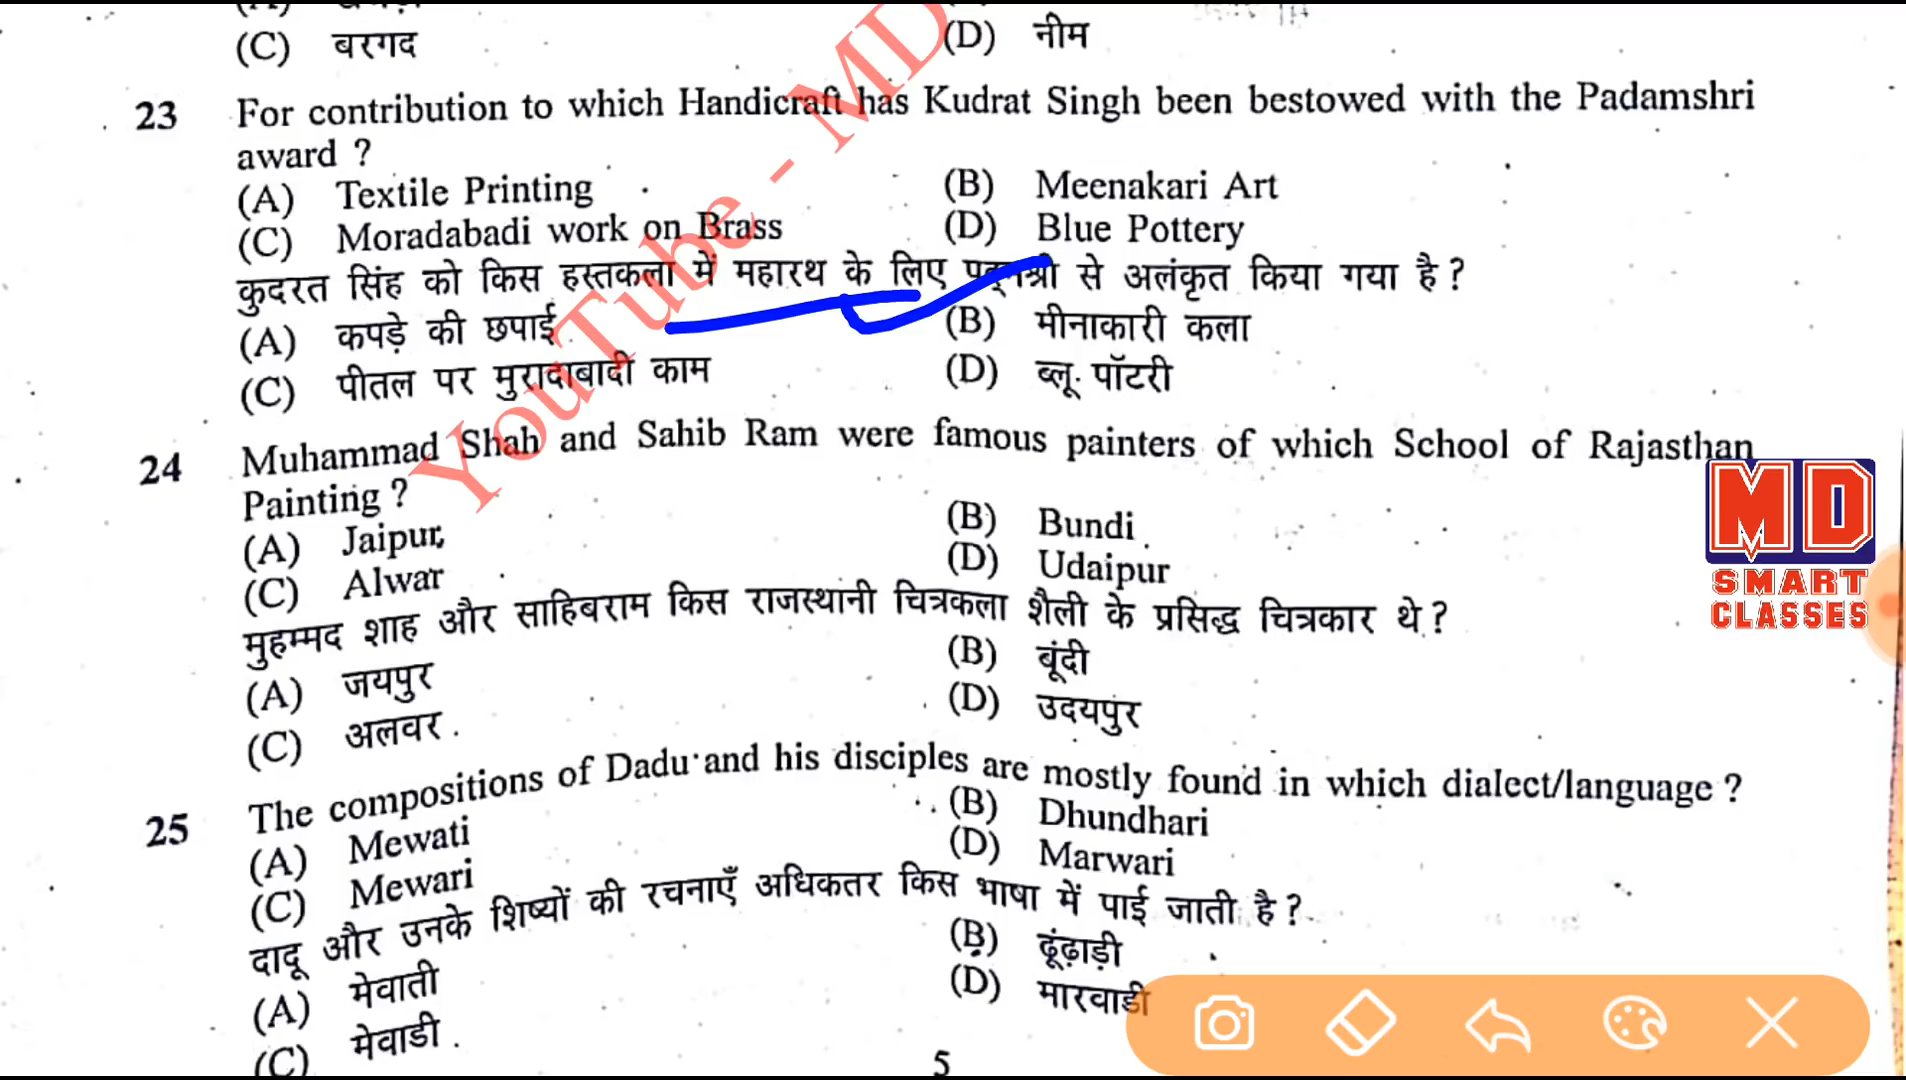 (C) बरगद
(D) नीम
23 For contribution to which Handicraft has Kudrat Singh been bestowed with the Padamshri
award ?
(A) Textile Printing
(B) Meenakari Art
(C) Moradabadi work on Brass
(D) Blue Pottery
कुदरत सिंह को किस हस्तकला में महारथ के लिए पद्मश्री से अलंकृत किया गया है ?
(A) कपड़े की छपाई
(B) मीनाकारी कला
(C) पीतल पर मुरादाबादी काम
(D) ब्लू पॉटरी
24 Muhammad Shah and Sahib Ram were famous painters of which School of Rajasthan
Painting ?
(A) Jaipur
(B) Bundi
(C) Alwar
(D) Udaipur
मुहम्मद शाह और साहिबराम किस राजस्थानी चित्रकला शैली के प्रसिद्ध चित्रकार थे ?
(A) जयपुर
(B) बूंदी
(C) अलवर
(D) उदयपुर
25 The compositions of Dadu and his disciples are mostly found in which dialect/language ?
(A) Mewati
(B) Dhundhari
(C) Mewari
(D) Marwari
दादू और उनके शिष्यों की रचनाएँ अधिकतर किस भाषा में पाई जाती है ?
(A) मेवाती
(B) ढूंढ़ाड़ी
(C) मेवाडी
(D) मारवाडी
5
YouTube - MD
MD
SMART
CLASSES